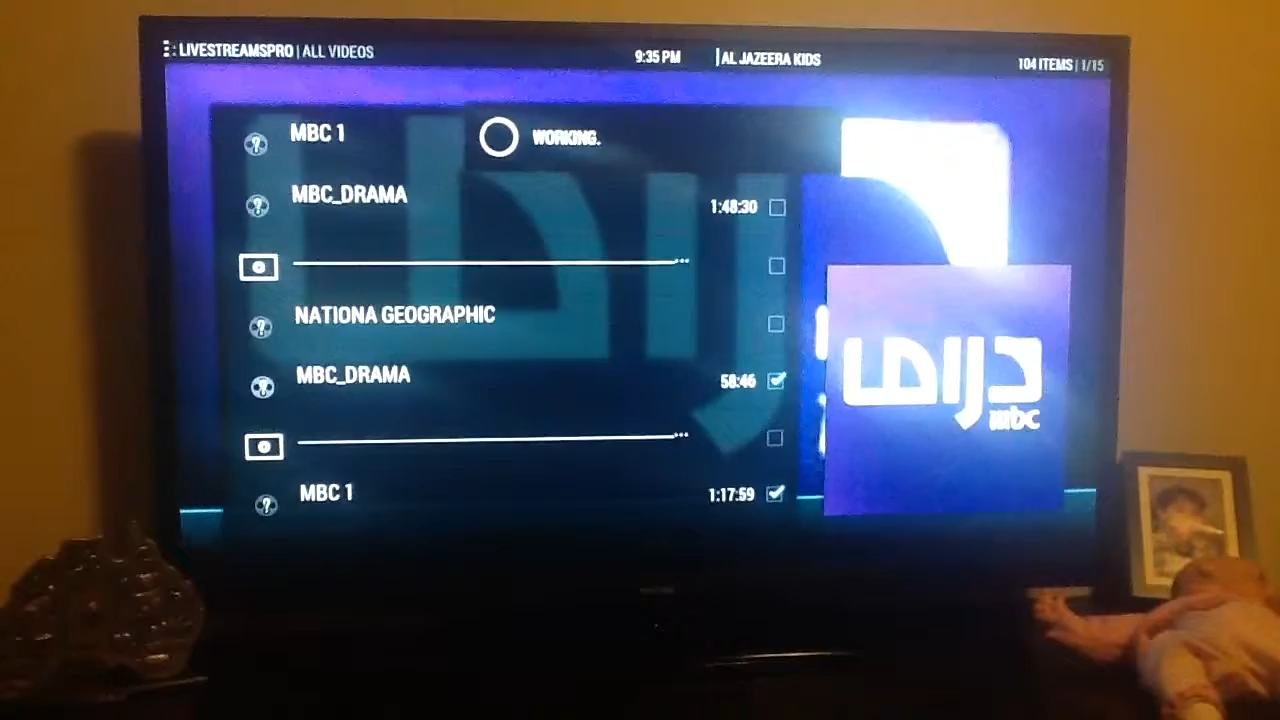 LIVESTREAMSPRO | ALL VIDEOS
9:35 PM
AL JAZEERA KIDS
104 ITEMS | 1/15
MBC 1
WORKING.
MBC_DRAMA
1:48:30
NATIONA GEOGRAPHIC
MBC_DRAMA
58:46
دراما
mbc
MBC 1
1:17:59